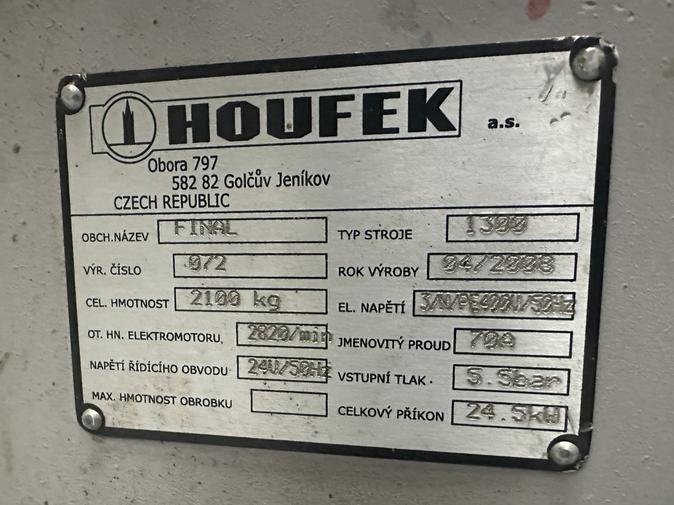 HOUFEK a.s.
Obora 797
582 82 Golčův Jeníkov
CZECH REPUBLIC
OBCH.NÁZEV FINAL TYP STROJE 1300
VÝR. ČÍSLO 0/2 ROK VÝROBY 04/2008
CEL. HMOTNOST 2100 kg EL. NAPĚTÍ 3/N/PE400V/50Hz
OT. HN. ELEKTROMOTORU, 2820/min JMENOVITÝ PROUD 70A
NAPĚTÍ ŘÍDÍCÍHO OBVODU 24V/50Hz VSTUPNÍ TLAK 5.5bar
MAX. HMOTNOST OBROBKU CELKOVÝ PŘÍKON 24.5kW